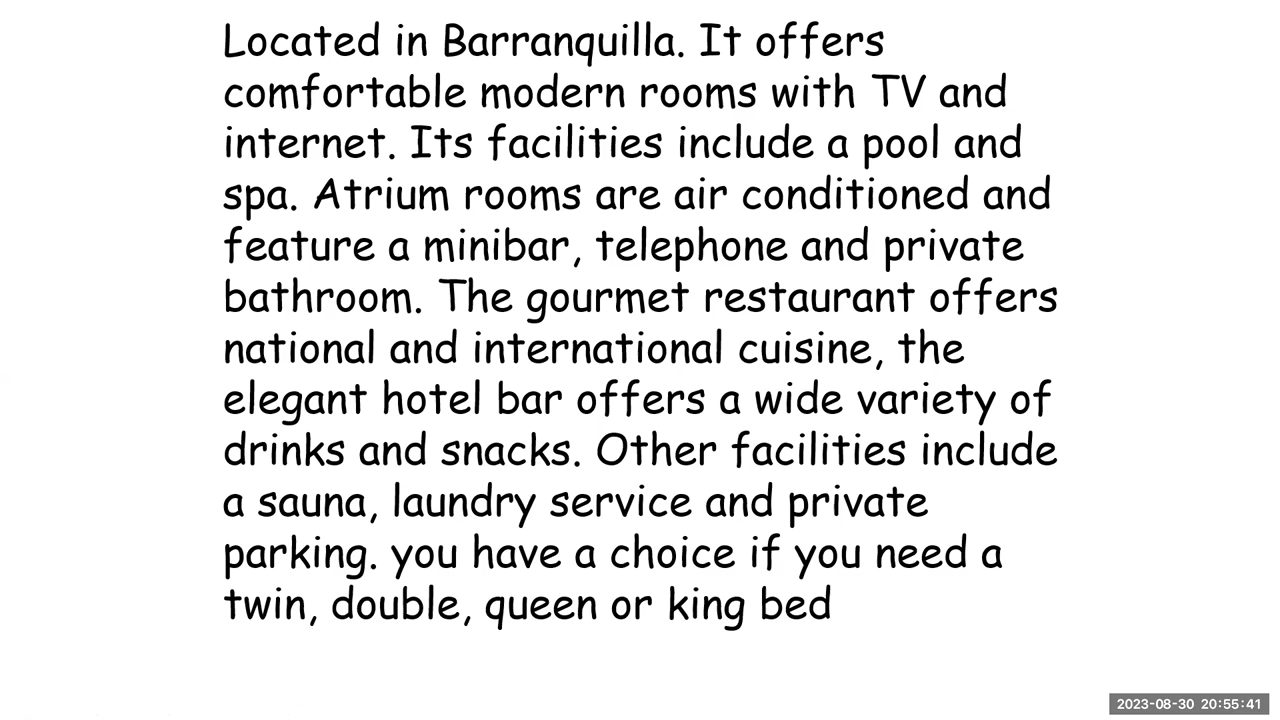 Located in Barranquilla. It offers
comfortable modern rooms with TV and
internet. Its facilities include a pool and
spa. Atrium rooms are air conditioned and
feature a minibar, telephone and private
bathroom. The gourmet restaurant offers
national and international cuisine, the
elegant hotel bar offers a wide variety of
drinks and snacks. Other facilities include
a sauna, laundry service and private
parking. you have a choice if you need a
twin, double, queen or king bed
2023-08-30 20:55:41